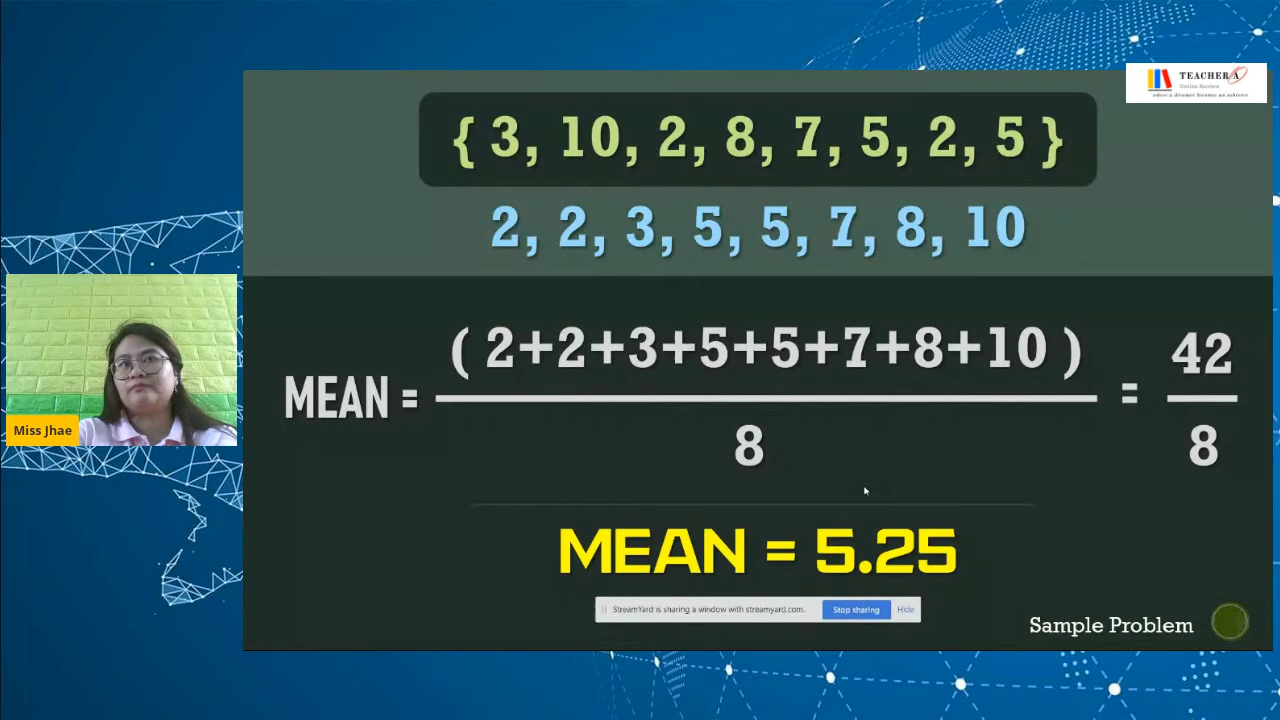 TEACHER A
Online Review
{ 3, 10, 2, 8, 7, 5, 2, 5 }
2, 2, 3, 5, 5, 7, 8, 10
MEAN = ( 2+2+3+5+5+7+8+10 ) / 8 = 42 / 8
Miss Jhae
MEAN = 5.25
StreamYard is sharing a window with streamyard.com. Stop sharing Hide
Sample Problem